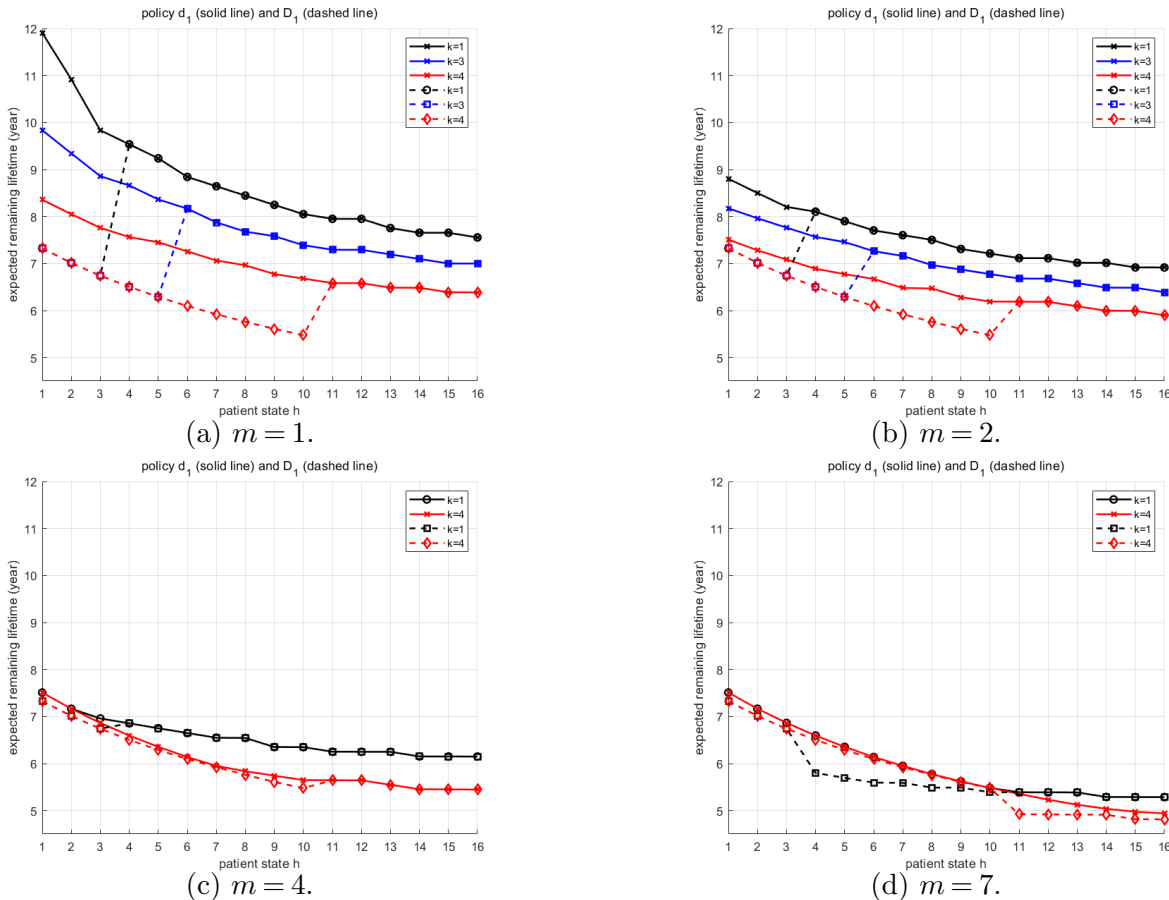 policy d₁ (solid line) and D₁ (dashed line)
12
11
10
9
8
7
6
5
expected remaining lifetime (year)
k=1
k=3
k=4
k=1
k=3
k=4
1 2 3 4 5 6 7 8 9 10 11 12 13 14 15 16
patient state h
(a) m = 1.
policy d₁ (solid line) and D₁ (dashed line)
12
11
10
9
8
7
6
5
expected remaining lifetime (year)
k=1
k=3
k=4
k=1
k=3
k=4
1 2 3 4 5 6 7 8 9 10 11 12 13 14 15 16
patient state h
(b) m = 2.
policy d₁ (solid line) and D₁ (dashed line)
12
11
10
9
8
7
6
5
expected remaining lifetime (year)
k=1
k=4
k=1
k=4
1 2 3 4 5 6 7 8 9 10 11 12 13 14 15 16
patient state h
(c) m = 4.
policy d₁ (solid line) and D₁ (dashed line)
12
11
10
9
8
7
6
5
expected remaining lifetime (year)
k=1
k=4
k=1
k=4
1 2 3 4 5 6 7 8 9 10 11 12 13 14 15 16
patient state h
(d) m = 7.